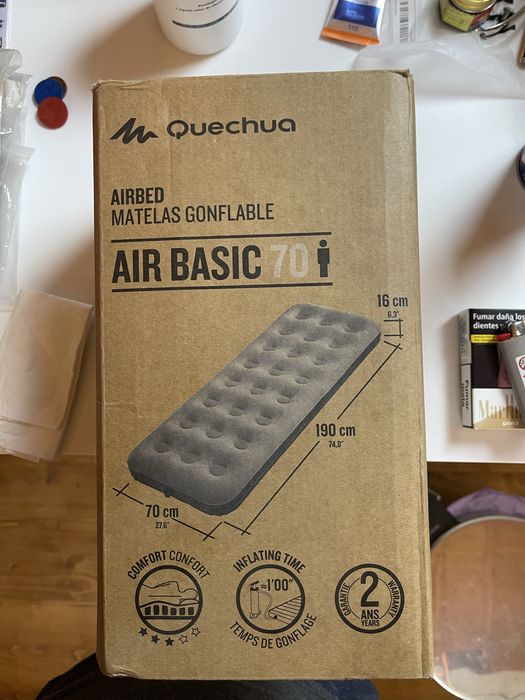 Quechua
AIRBED
MATELAS GONFLABLE
AIR BASIC 70
16 cm
6,3"
190 cm
74,8"
70 cm
27,6"
COMFORT CONFORT
INFLATING TIME
1'00"
TEMPS DE GONFLAGE
GARANTIE
WARRANTY
2
ANS
YEARS
Fumar daña los
dientes y
Fumar